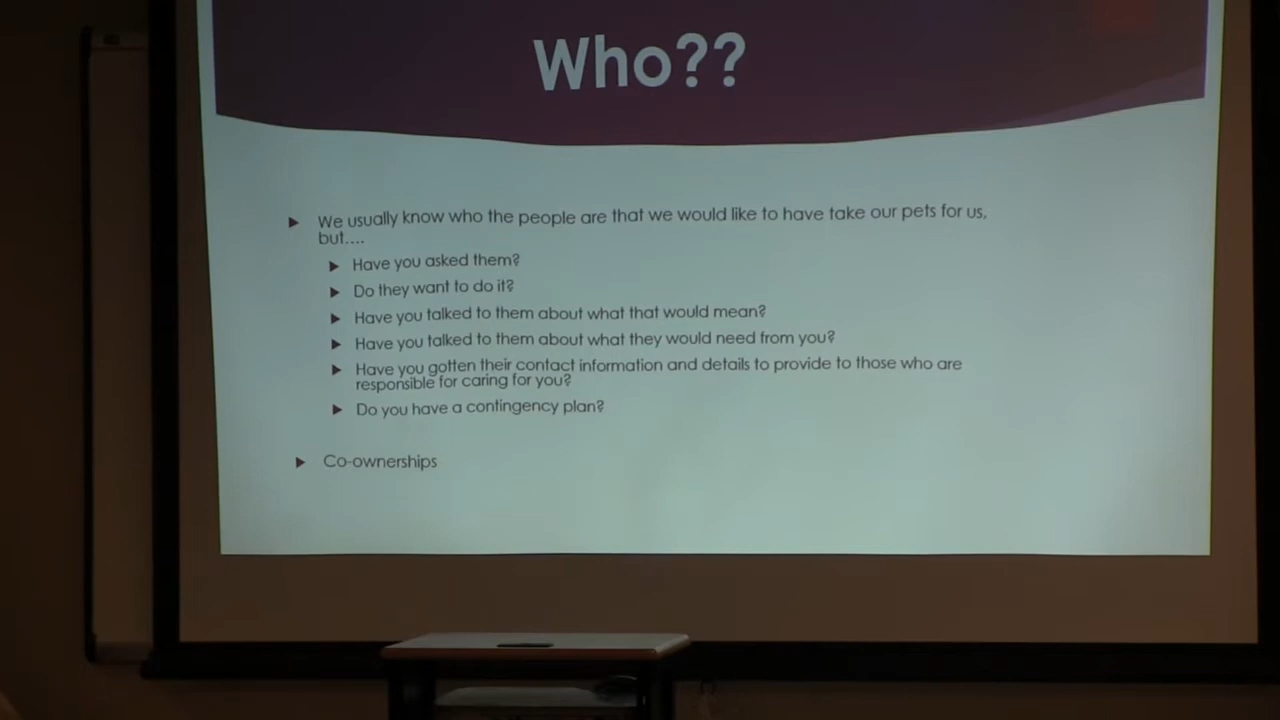 Who??
We usually know who the people are that we would like to have take our pets for us,
but....
Have you asked them?
Do they want to do it?
Have you talked to them about what that would mean?
Have you talked to them about what they would need from you?
Have you gotten their contact information and details to provide to those who are
responsible for caring for you?
Do you have a contingency plan?
Co-ownerships